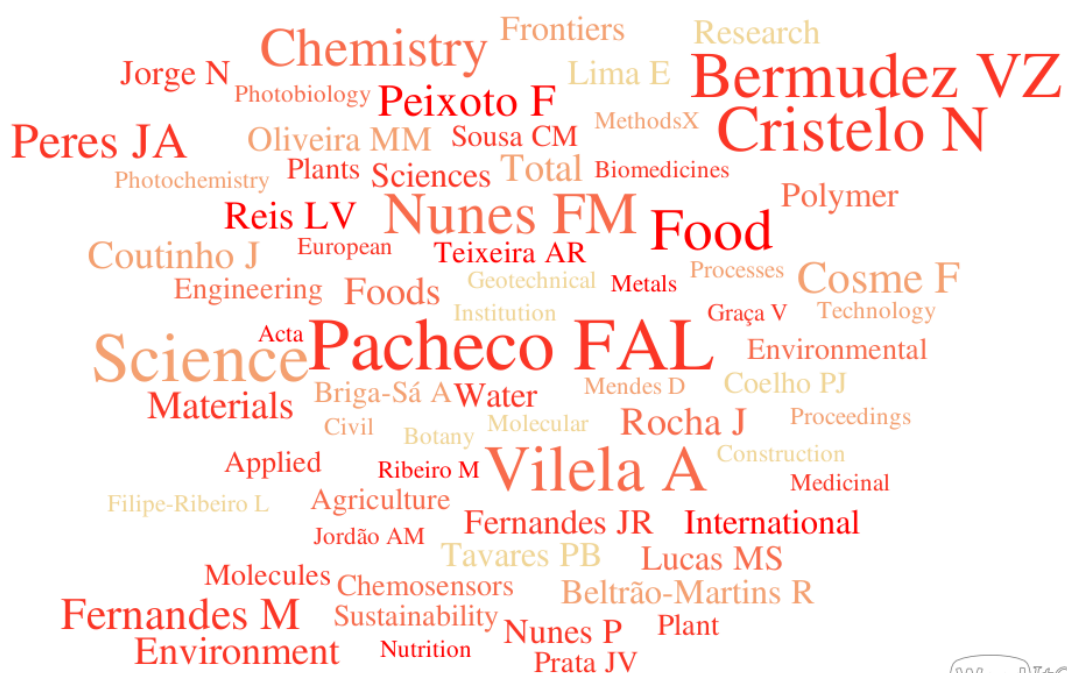 Frontiers
Research
Chemistry
Bermudez VZ
Jorge N
Lima E
Photobiology
Peixoto F
Cristelo N
MethodsX
Peres JA
Oliveira MM
Sousa CM
Plants
Sciences
Total
Biomedicines
Photochemistry
Polymer
Reis LV
Nunes FM
Food
European
Teixeira AR
Coutinho J
Processes
Cosme F
Geotechnical
Metals
Engineering
Foods
Institution
Graça V
Technology
Acta
Pacheco FAL
Science
Environmental
Briga-Sá A
Water
Mendes D
Coelho PJ
Materials
Civil
Botany
Molecular
Rocha J
Proceedings
Applied
Ribeiro M
Vilela A
Construction
Medicinal
Filipe-Ribeiro L
Agriculture
Fernandes JR
International
Jordão AM
Tavares PB
Lucas MS
Molecules
Chemosensors
Beltrão-Martins R
Fernandes M
Sustainability
Nunes P
Plant
Environment
Nutrition
Prata JV